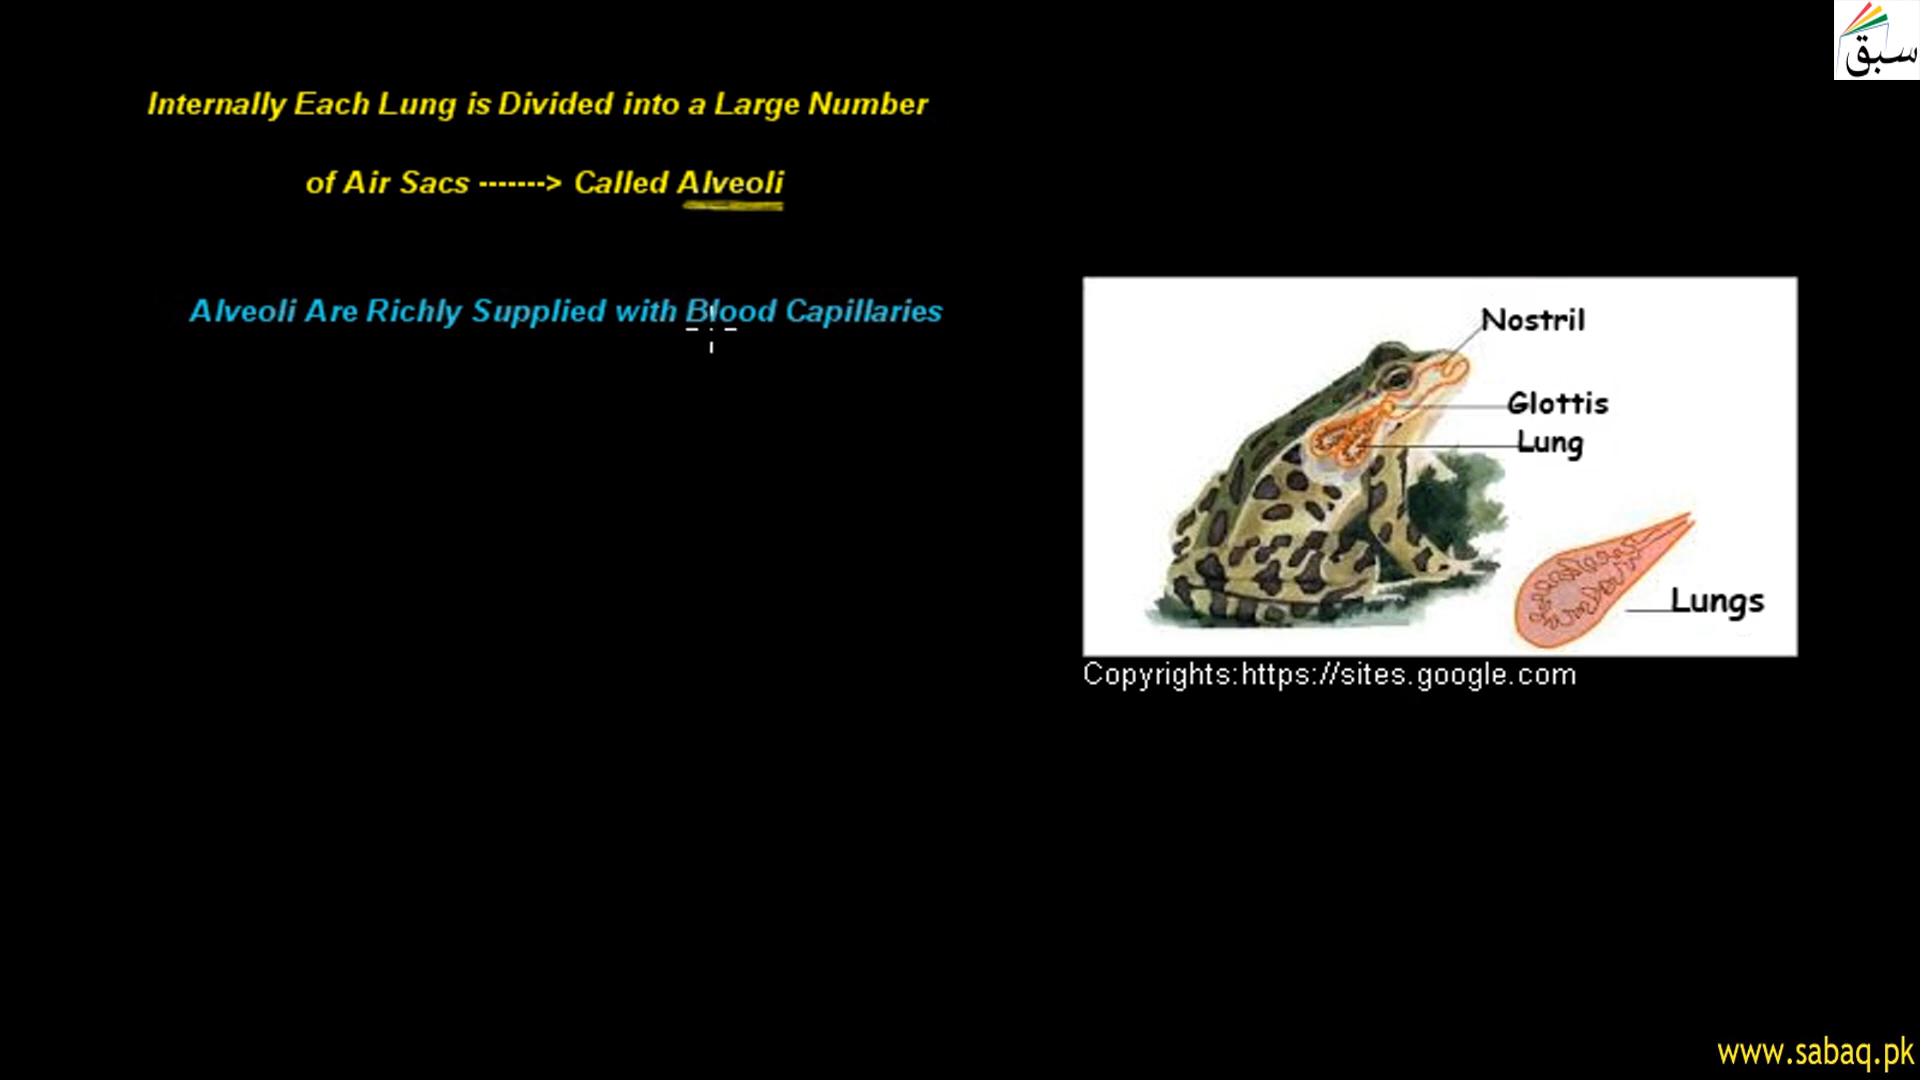 سبق
Internally Each Lung is Divided into a Large Number
of Air Sacs -------> Called Alveoli
Alveoli Are Richly Supplied with Blood Capillaries
Nostril
Glottis
Lung
Lungs
Copyrights:https://sites.google.com
www.sabaq.pk